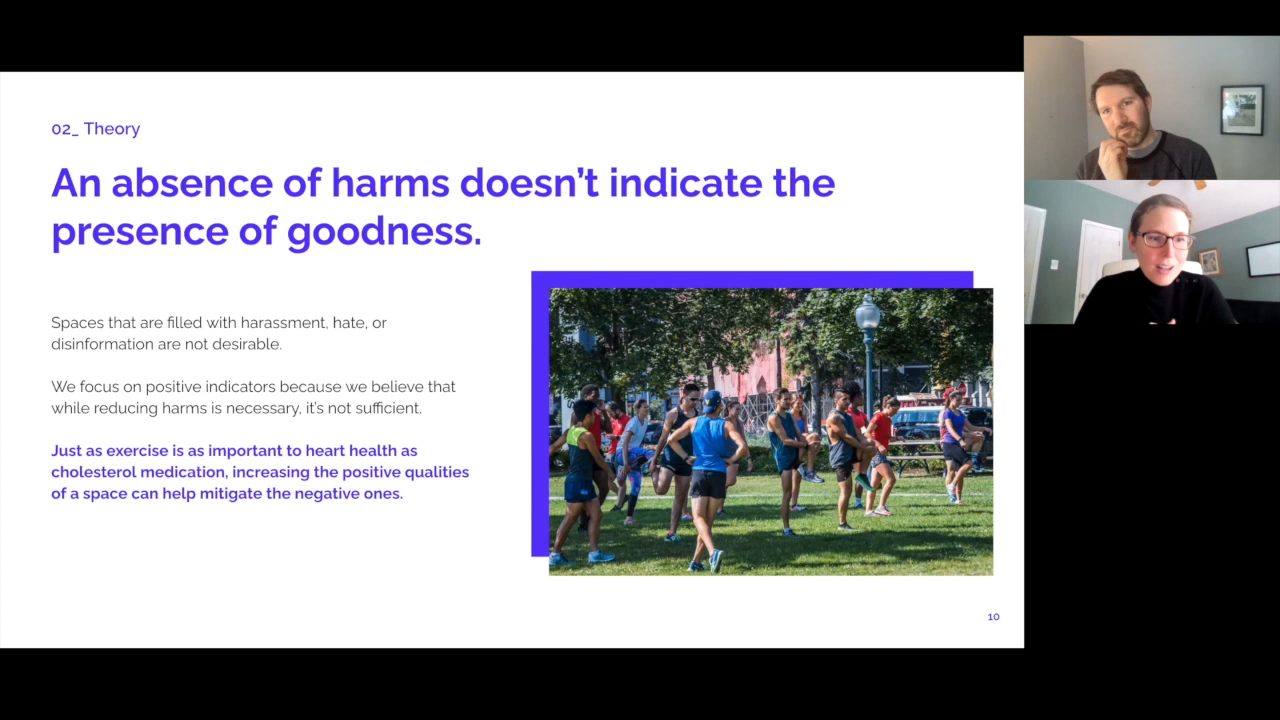 02_ Theory
An absence of harms doesn't indicate the
presence of goodness.
Spaces that are filled with harassment, hate, or
disinformation are not desirable.
We focus on positive indicators because we believe that
while reducing harms is necessary, it's not sufficient.
Just as exercise is as important to heart health as
cholesterol medication, increasing the positive qualities
of a space can help mitigate the negative ones.
10